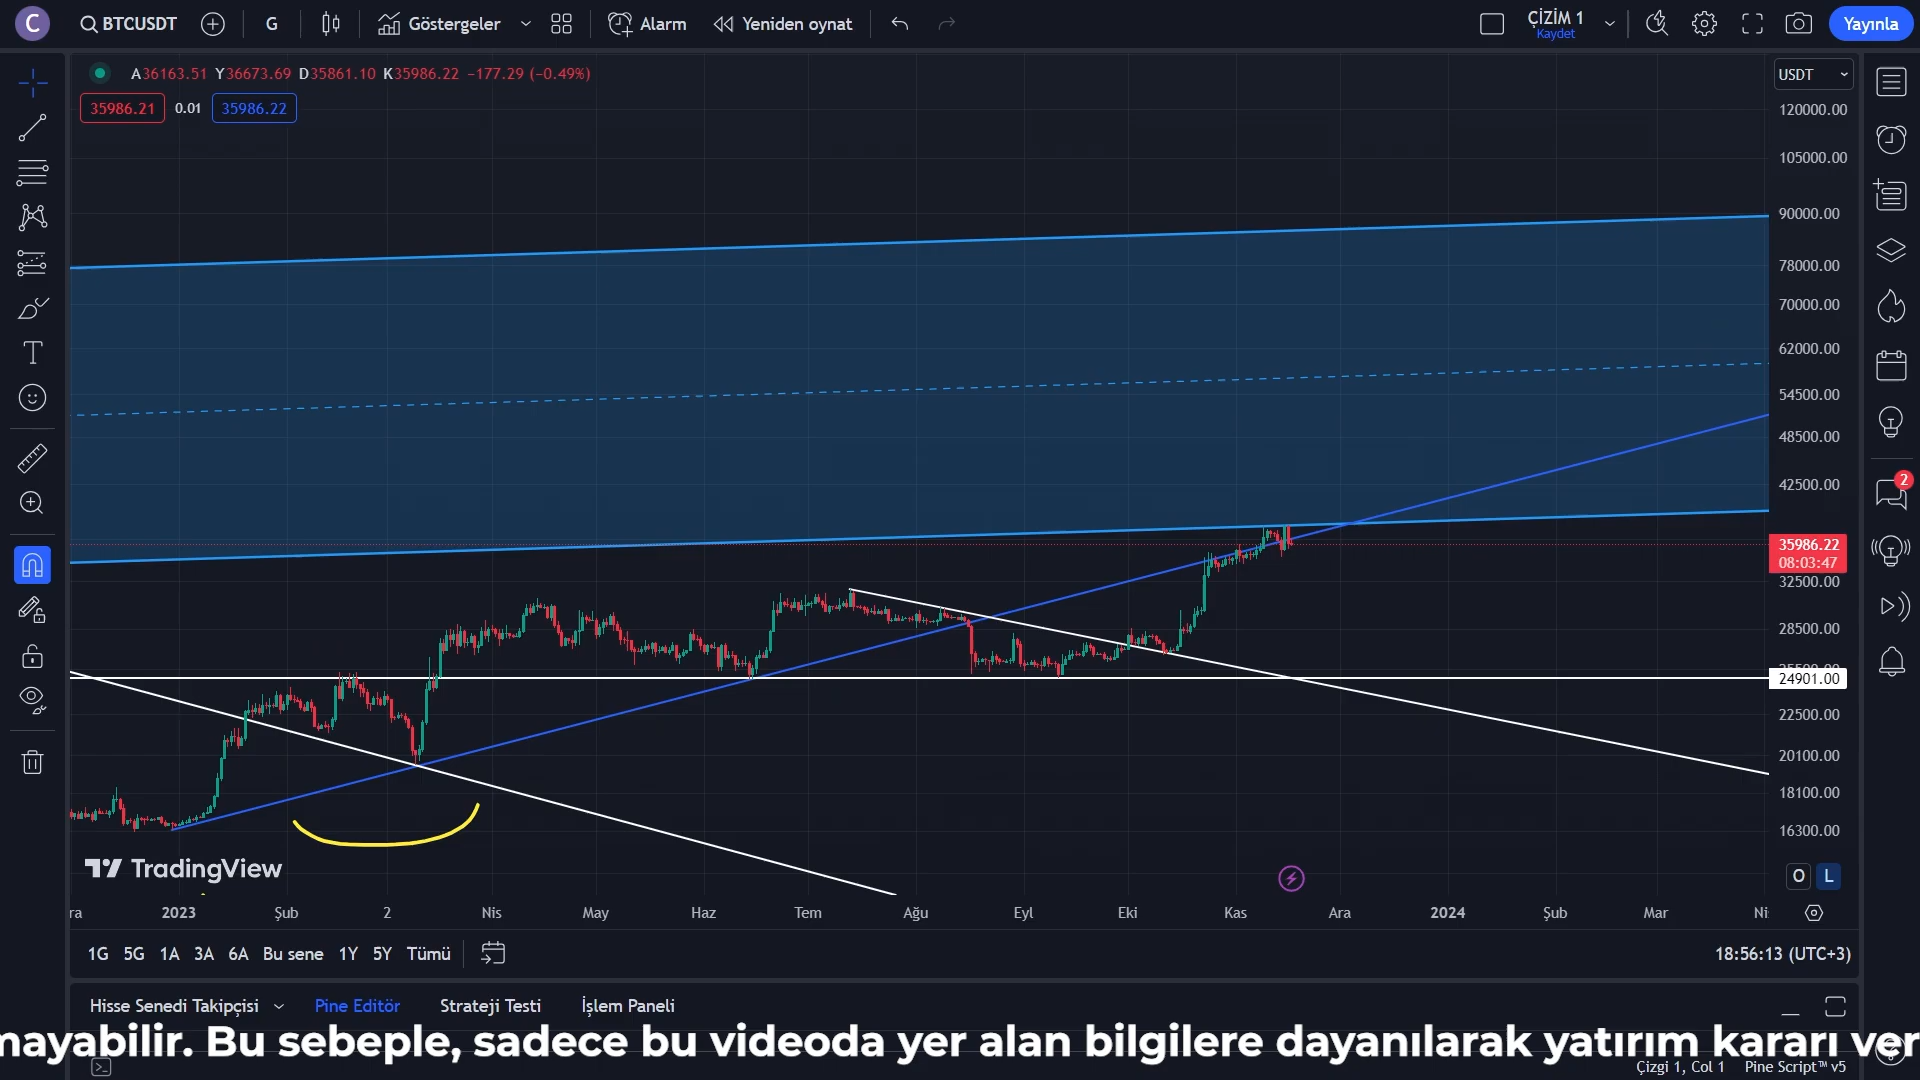 C
BTCUSDT
G
Göstergeler
Alarm
Yeniden oynat
ÇİZİM 1
Kaydet
Yayınla
A36163.51 Y36673.69 D35861.10 K35986.22 −177.29 (−0.49%)
USDT
35986.21 0.01 35986.22
120000.00
105000.00
90000.00
78000.00
70000.00
62000.00
54500.00
48500.00
42500.00
2
35986.22
08:03:47
32500.00
28500.00
24901.00
22500.00
20100.00
18100.00
16300.00
TradingView
O L
ra 2023 Şub 2 Nis May Haz Tem Ağu Eyl Eki Kas Ara 2024 Şub Mar Ni
1G 5G 1A 3A 6A Bu sene 1Y 5Y Tümü
18:56:13 (UTC+3)
Hisse Senedi Takipçisi Pine Editör Strateji Testi İşlem Paneli
mayabilir. Bu sebeple, sadece bu videoda yer alan bilgilere dayanılarak yatırım kararı ver
Çizgi 1, Col 1 Pine Script™ v5